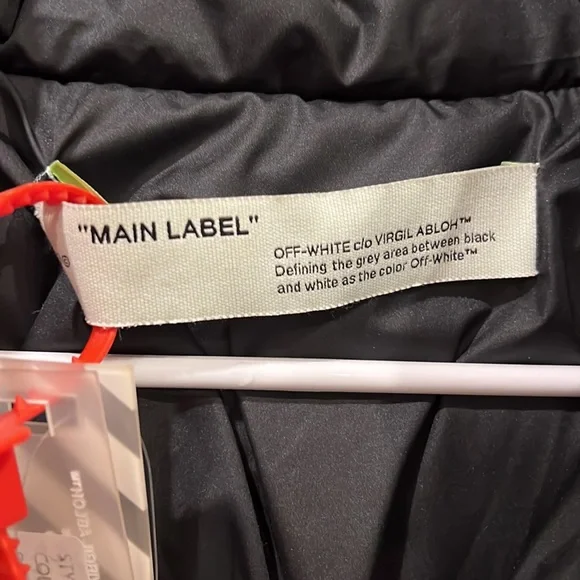 "MAIN LABEL"
OFF-WHITE c/o VIRGIL ABLOH™
Defining the grey area between black
and white as the color Off-White™